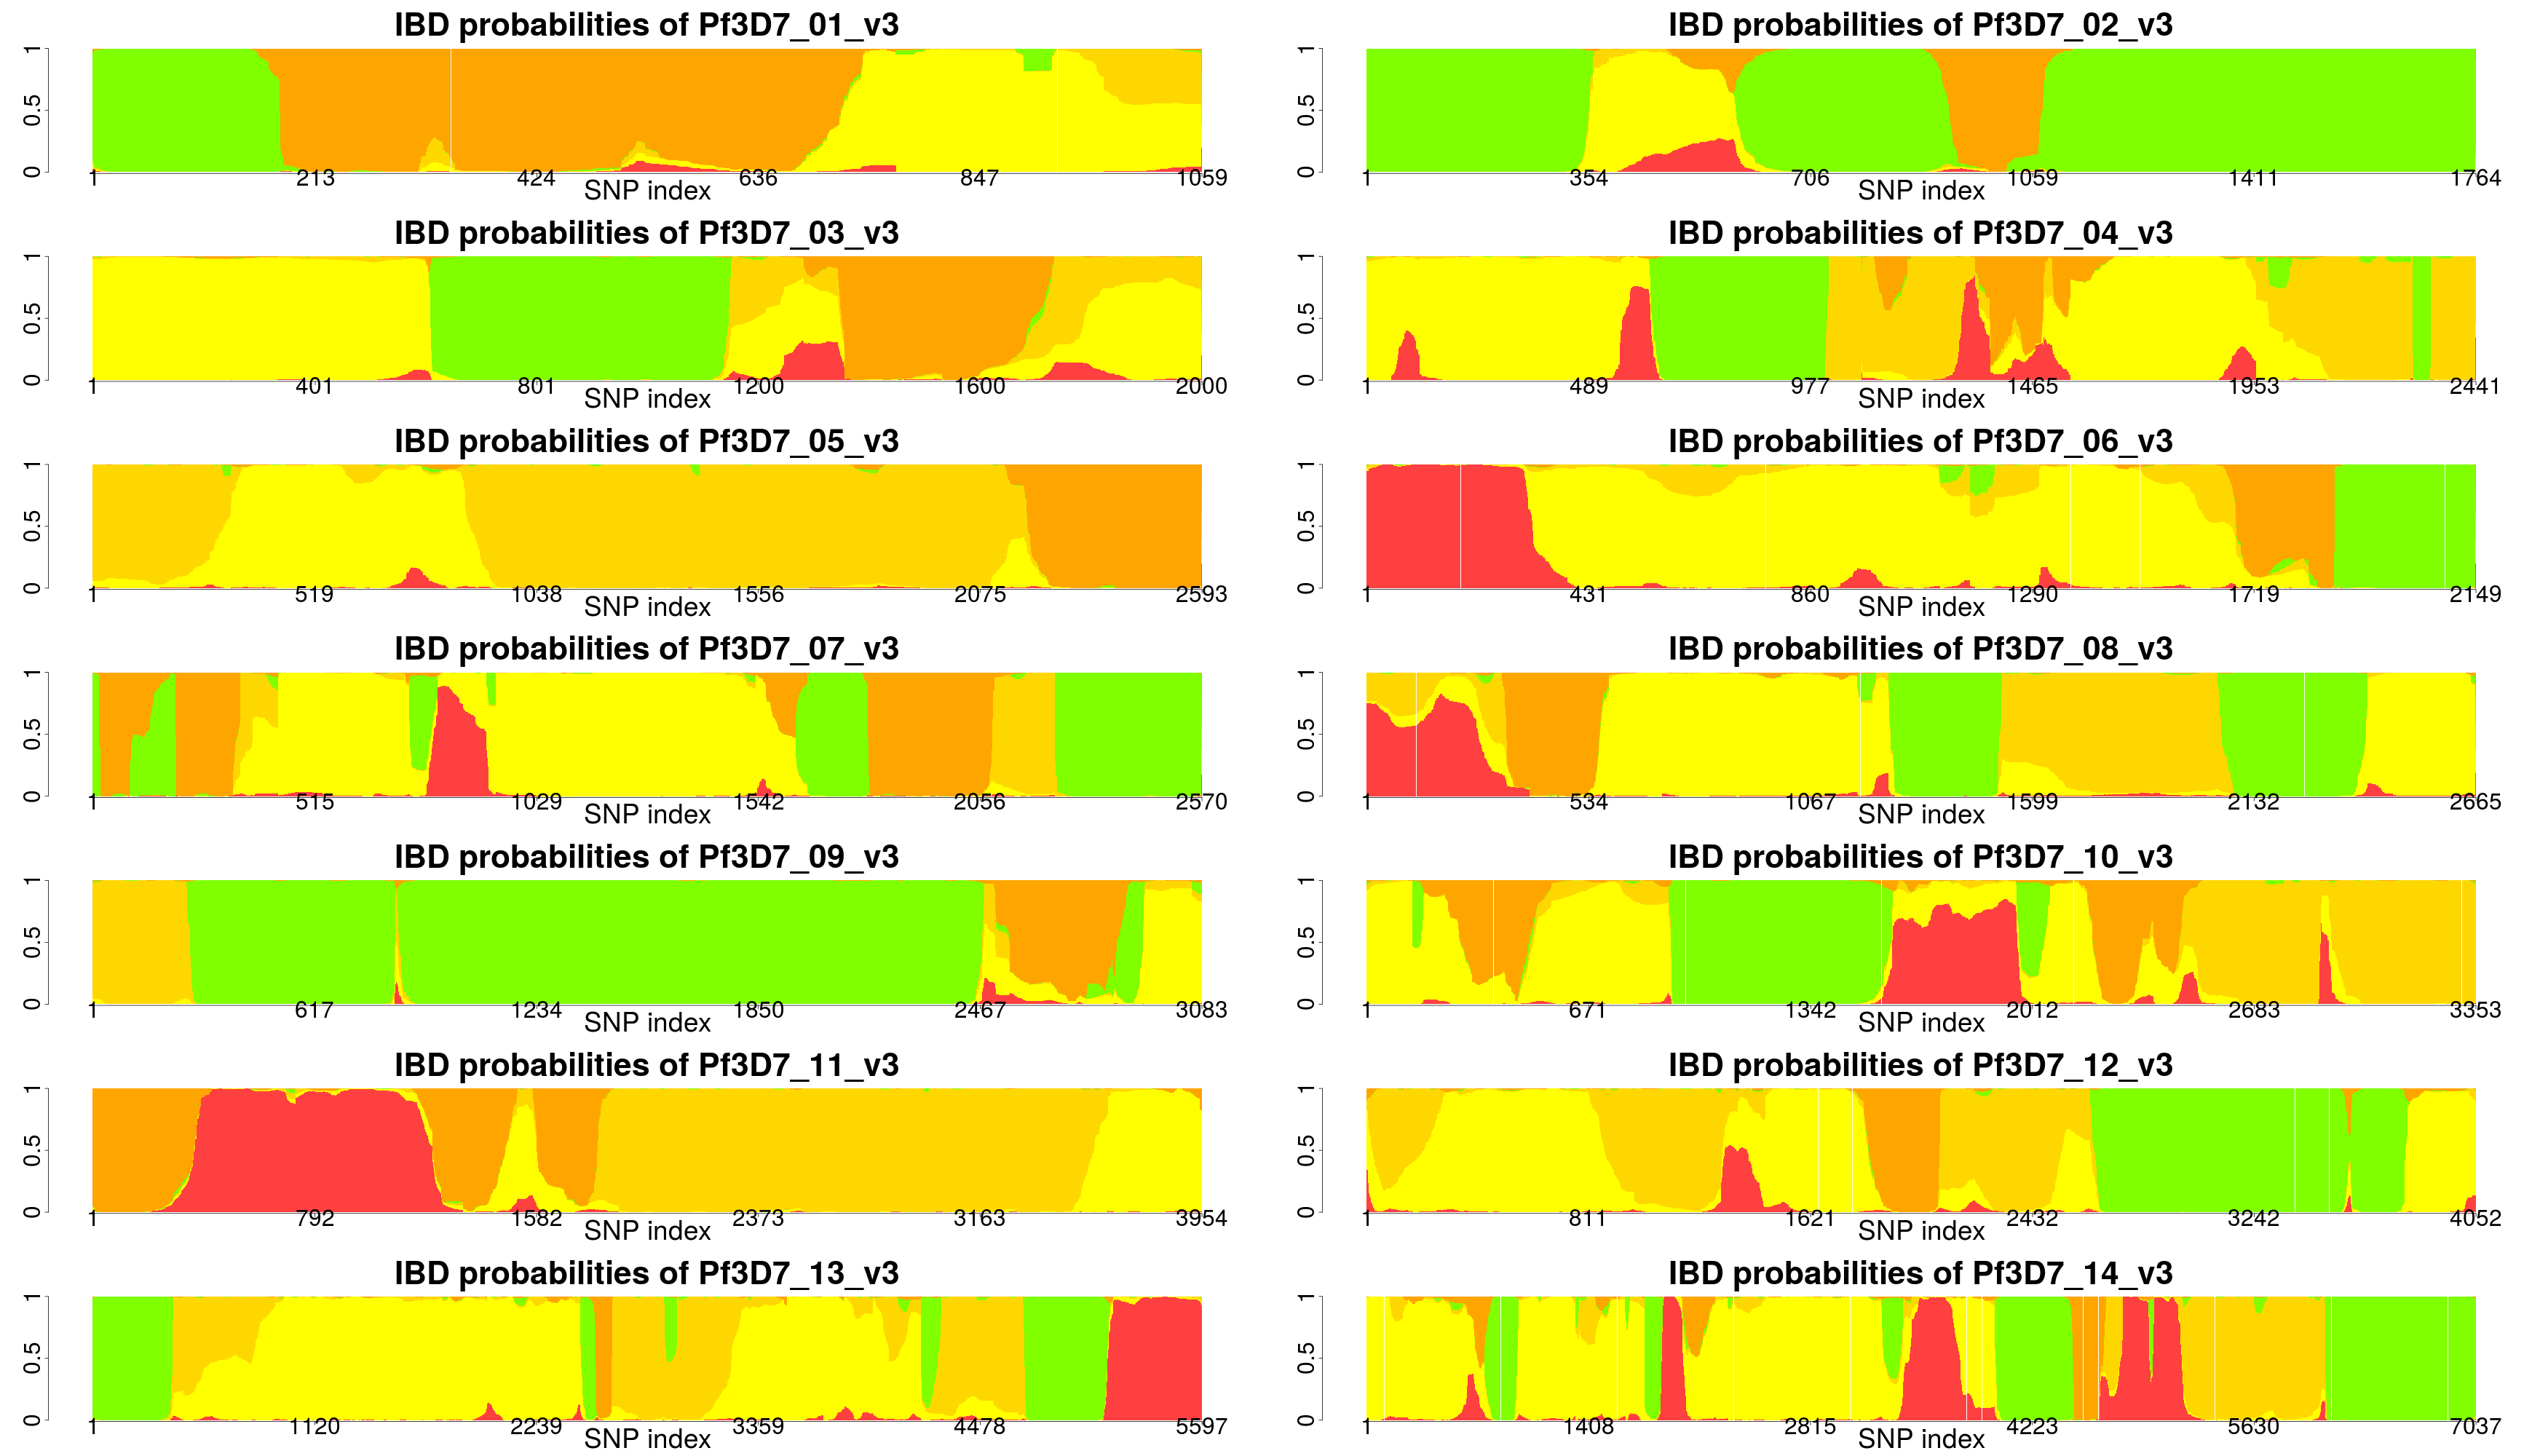 IBD probabilities of Pf3D7_01_v3
0 0.5 1
1 213 424 636 847 1059
SNP index
IBD probabilities of Pf3D7_02_v3
0 0.5 1
1 354 706 1059 1411 1764
SNP index
IBD probabilities of Pf3D7_03_v3
0 0.5 1
1 401 801 1200 1600 2000
SNP index
IBD probabilities of Pf3D7_04_v3
0 0.5 1
1 489 977 1465 1953 2441
SNP index
IBD probabilities of Pf3D7_05_v3
0 0.5 1
1 519 1038 1556 2075 2593
SNP index
IBD probabilities of Pf3D7_06_v3
0 0.5 1
1 431 860 1290 1719 2149
SNP index
IBD probabilities of Pf3D7_07_v3
0 0.5 1
1 515 1029 1542 2056 2570
SNP index
IBD probabilities of Pf3D7_08_v3
0 0.5 1
1 534 1067 1599 2132 2665
SNP index
IBD probabilities of Pf3D7_09_v3
0 0.5 1
1 617 1234 1850 2467 3083
SNP index
IBD probabilities of Pf3D7_10_v3
0 0.5 1
1 671 1342 2012 2683 3353
SNP index
IBD probabilities of Pf3D7_11_v3
0 0.5 1
1 792 1582 2373 3163 3954
SNP index
IBD probabilities of Pf3D7_12_v3
0 0.5 1
1 811 1621 2432 3242 4052
SNP index
IBD probabilities of Pf3D7_13_v3
0 0.5 1
1 1120 2239 3359 4478 5597
SNP index
IBD probabilities of Pf3D7_14_v3
0 0.5 1
1 1408 2815 4223 5630 7037
SNP index